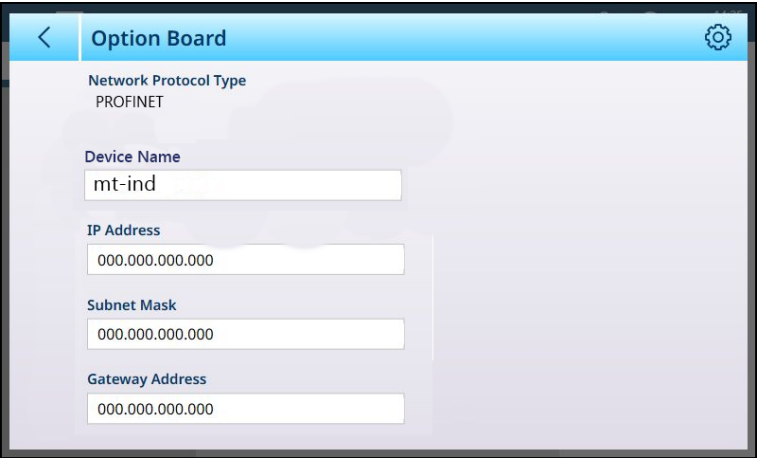 Option Board
Network Protocol Type
PROFINET
Device Name
mt-ind
IP Address
000.000.000.000
Subnet Mask
000.000.000.000
Gateway Address
000.000.000.000